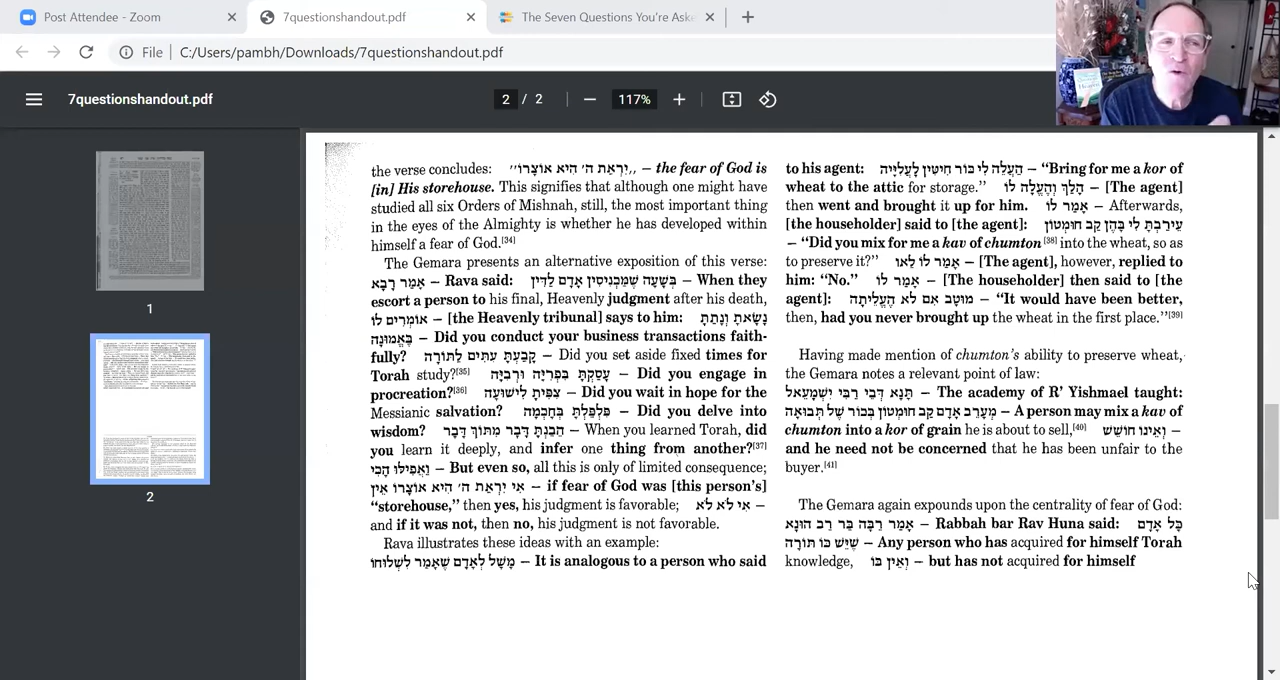 Post Attendee - Zoom
7questionshandout.pdf
The Seven Questions You're Aske
File
C:/Users/pambh/Downloads/7questionshandout.pdf
7questionshandout.pdf
2 / 2
117%
1
2
the verse concludes: ״יִרְאַת ה׳ הִיא אוֹצָרוֹ״ – the fear of God is
[in] His storehouse. This signifies that although one might have
studied all six Orders of Mishnah, still, the most important thing
in the eyes of the Almighty is whether he has developed within
himself a fear of God.[34]
The Gemara presents an alternative exposition of this verse:
אָמַר רָבָא – Rava said: בְּשָׁעָה שֶׁמַּכְנִיסִין אָדָם לַדִּין – When they
escort a person to his final, Heavenly judgment after his death,
אוֹמְרִים לוֹ – [the Heavenly tribunal] says to him: נָשָׂאתָ וְנָתַתָּ
בֶּאֱמוּנָה – Did you conduct your business transactions faith-
fully? קָבַעְתָּ עִתִּים לַתּוֹרָה – Did you set aside fixed times for
Torah study?[35] עָסַקְתָּ בִּפְרִיָּה וּרְבִיָּה – Did you engage in
procreation?[36] צִפִּיתָ לִישׁוּעָה – Did you wait in hope for the
Messianic salvation? פִּלְפַּלְתָּ בְּחָכְמָה – Did you delve into
wisdom? הֵבַנְתָּ דָּבָר מִתּוֹךְ דָּבָר – When you learned Torah, did
you learn it deeply, and infer one thing from another?[37]
וַאֲפִילּוּ הָכִי – But even so, all this is only of limited consequence;
אִי יִרְאַת ה׳ הִיא אוֹצָרוֹ אִין – if fear of God was [this person's]
"storehouse," then yes, his judgment is favorable; אִי לֹא לֹא –
and if it was not, then no, his judgment is not favorable.
Rava illustrates these ideas with an example:
מָשָׁל לְאָדָם שֶׁאָמַר לִשְׁלוּחוֹ – It is analogous to a person who said
to his agent: הַעֲלֵה לִי כּוֹר חִיטִּין לָעֲלִיָּיה – "Bring for me a kor of
wheat to the attic for storage." הָלַךְ וְהֶעֱלָה לוֹ – [The agent]
then went and brought it up for him. אָמַר לוֹ – Afterwards,
[the householder] said to [the agent]: עֵירַבְתָּ לִי בָּהֶן קַב חוּמְטוֹן
– "Did you mix for me a kav of chumton[38] into the wheat, so as
to preserve it?" אָמַר לוֹ לָאו – [The agent], however, replied to
him: "No." אָמַר לוֹ – [The householder] then said to [the
agent]: מוּטָב אִם לֹא הֶעֱלִיתָה – "It would have been better,
then, had you never brought up the wheat in the first place."[39]
Having made mention of chumton's ability to preserve wheat,
the Gemara notes a relevant point of law:
תָּנָא דְּבֵי רַבִּי יִשְׁמָעֵאל – The academy of R' Yishmael taught:
מְעָרֵב אָדָם קַב חוּמְטוֹן בְּכוֹר שֶׁל תְּבוּאָה – A person may mix a kav of
chumton into a kor of grain he is about to sell,[40] וְאֵינוֹ חוֹשֵׁשׁ –
and he need not be concerned that he has been unfair to the
buyer.[41]
The Gemara again expounds upon the centrality of fear of God:
אָמַר רַבָּה בַּר רַב הוּנָא – Rabbah bar Rav Huna said: כָּל אָדָם
שֶׁיֵּשׁ בּוֹ תּוֹרָה – Any person who has acquired for himself Torah
knowledge, וְאֵין בּוֹ – but has not acquired for himself